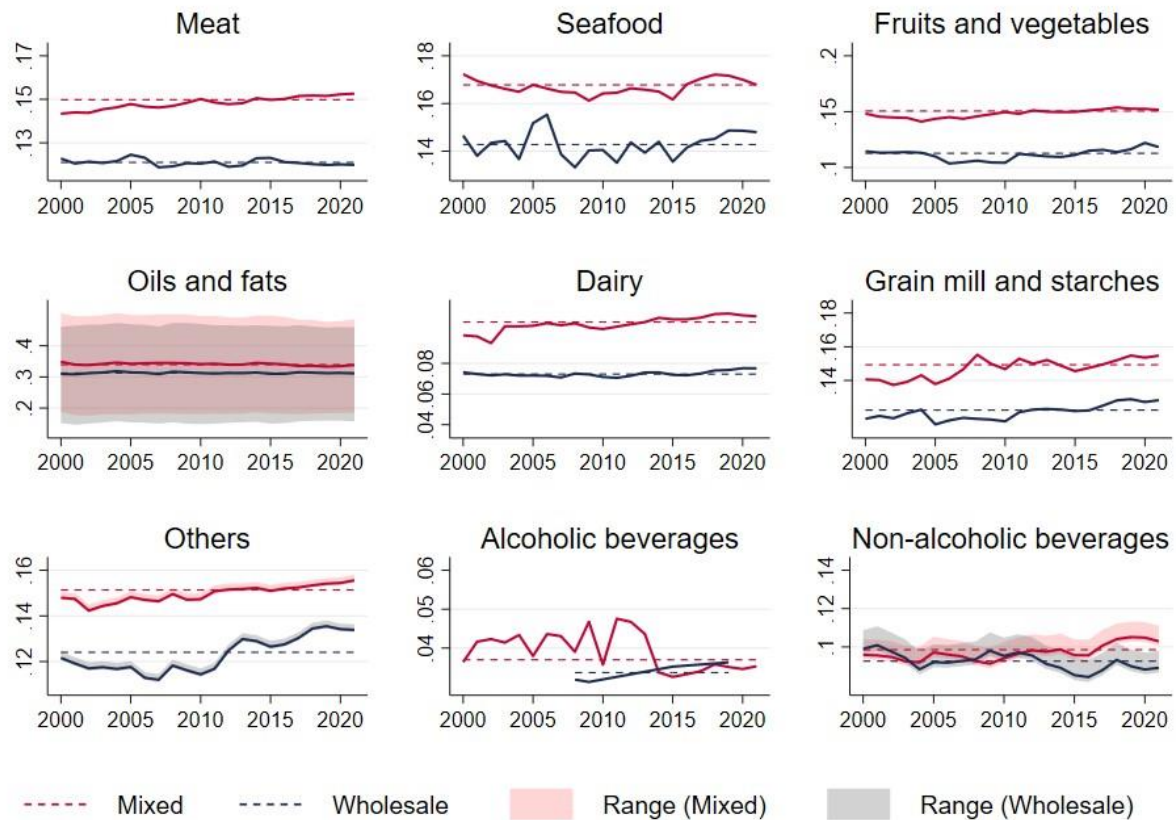 Meat
.17
.15
.13
2000 2005 2010 2015 2020
Seafood
.18
.16
.14
2000 2005 2010 2015 2020
Fruits and vegetables
.2
.15
.1
2000 2005 2010 2015 2020
Oils and fats
.4
.3
.2
2000 2005 2010 2015 2020
Dairy
.08
.06
.04
2000 2005 2010 2015 2020
Grain mill and starches
.18
.16
.14
2000 2005 2010 2015 2020
Others
.16
.14
.12
2000 2005 2010 2015 2020
Alcoholic beverages
.06
.05
.04
2000 2005 2010 2015 2020
Non-alcoholic beverages
.14
.12
.1
2000 2005 2010 2015 2020
Mixed Wholesale Range (Mixed) Range (Wholesale)